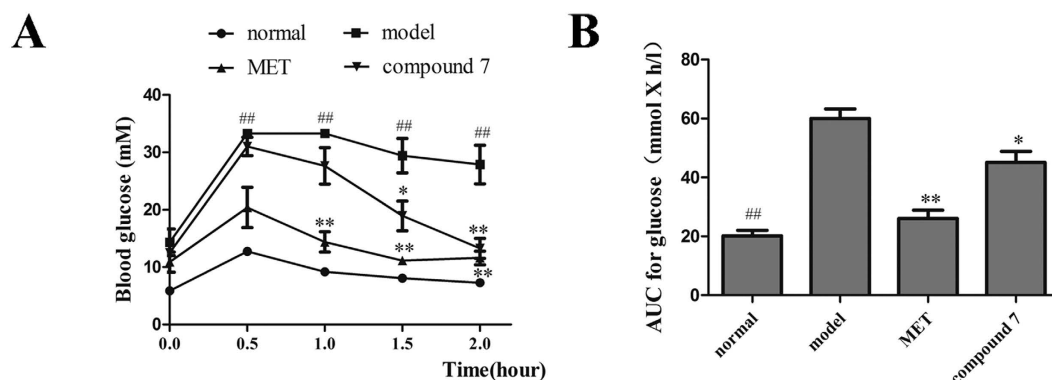 A
normal
model
MET
compound 7
Blood glucose (mM)
40
30
20
10
0
##
##
##
##
*
**
**
**
**
0.0 0.5 1.0 1.5 2.0
Time(hour)
B
AUC for glucose (nmol X h/l)
80
60
40
20
0
##
**
*
normal
model
MET
compound 7